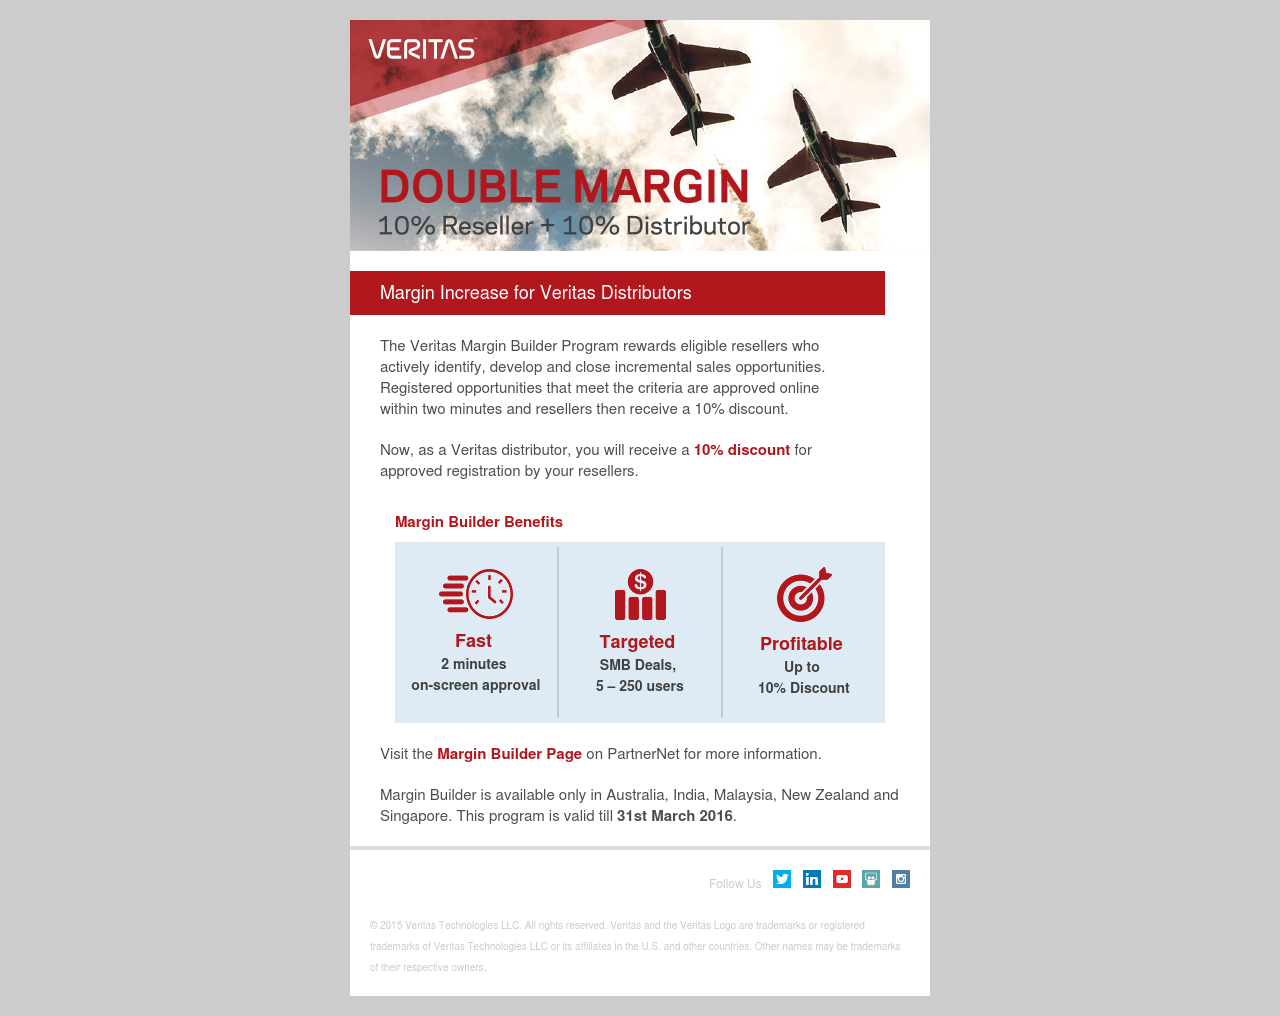 VERITAS
DOUBLE MARGIN
10% Reseller + 10% Distributor
Margin Increase for Veritas Distributors
The Veritas Margin Builder Program rewards eligible resellers who
actively identify, develop and close incremental sales opportunities.
Registered opportunities that meet the criteria are approved online
within two minutes and resellers then receive a 10% discount.
Now, as a Veritas distributor, you will receive a 10% discount for
approved registration by your resellers.
Margin Builder Benefits
$
Fast
2 minutes
on-screen approval
Targeted
SMB Deals,
5 – 250 users
Profitable
Up to
10% Discount
Visit the Margin Builder Page on PartnerNet for more information.
Margin Builder is available only in Australia, India, Malaysia, New Zealand and
Singapore. This program is valid till 31st March 2016.
Follow Us
© 2015 Veritas Technologies LLC. All rights reserved. Veritas and the Veritas Logo are trademarks or registered
trademarks of Veritas Technologies LLC or its affiliates in the U.S. and other countries. Other names may be trademarks
of their respective owners.